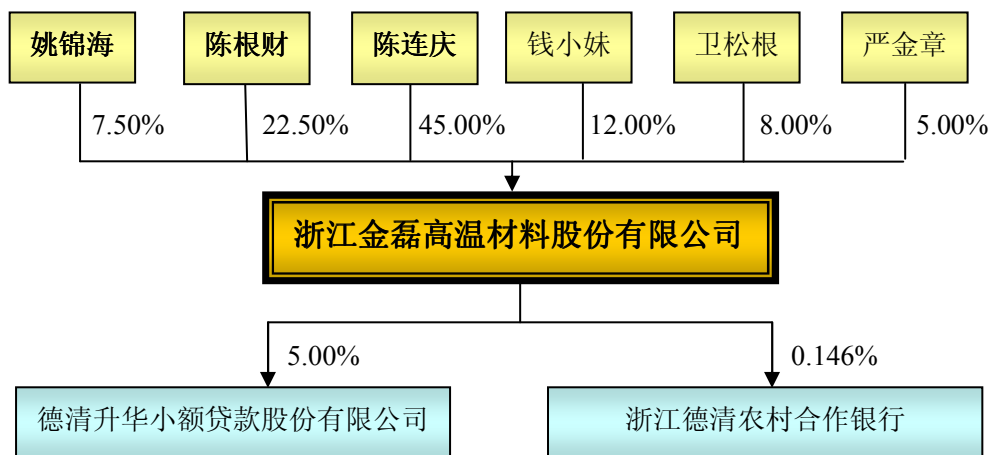 姚锦海 陈根财 陈连庆 钱小妹 卫松根 严金章
7.50% 22.50% 45.00% 12.00% 8.00% 5.00%
浙江金磊高温材料股份有限公司
5.00% 0.146%
德清升华小额贷款股份有限公司 浙江德清农村合作银行